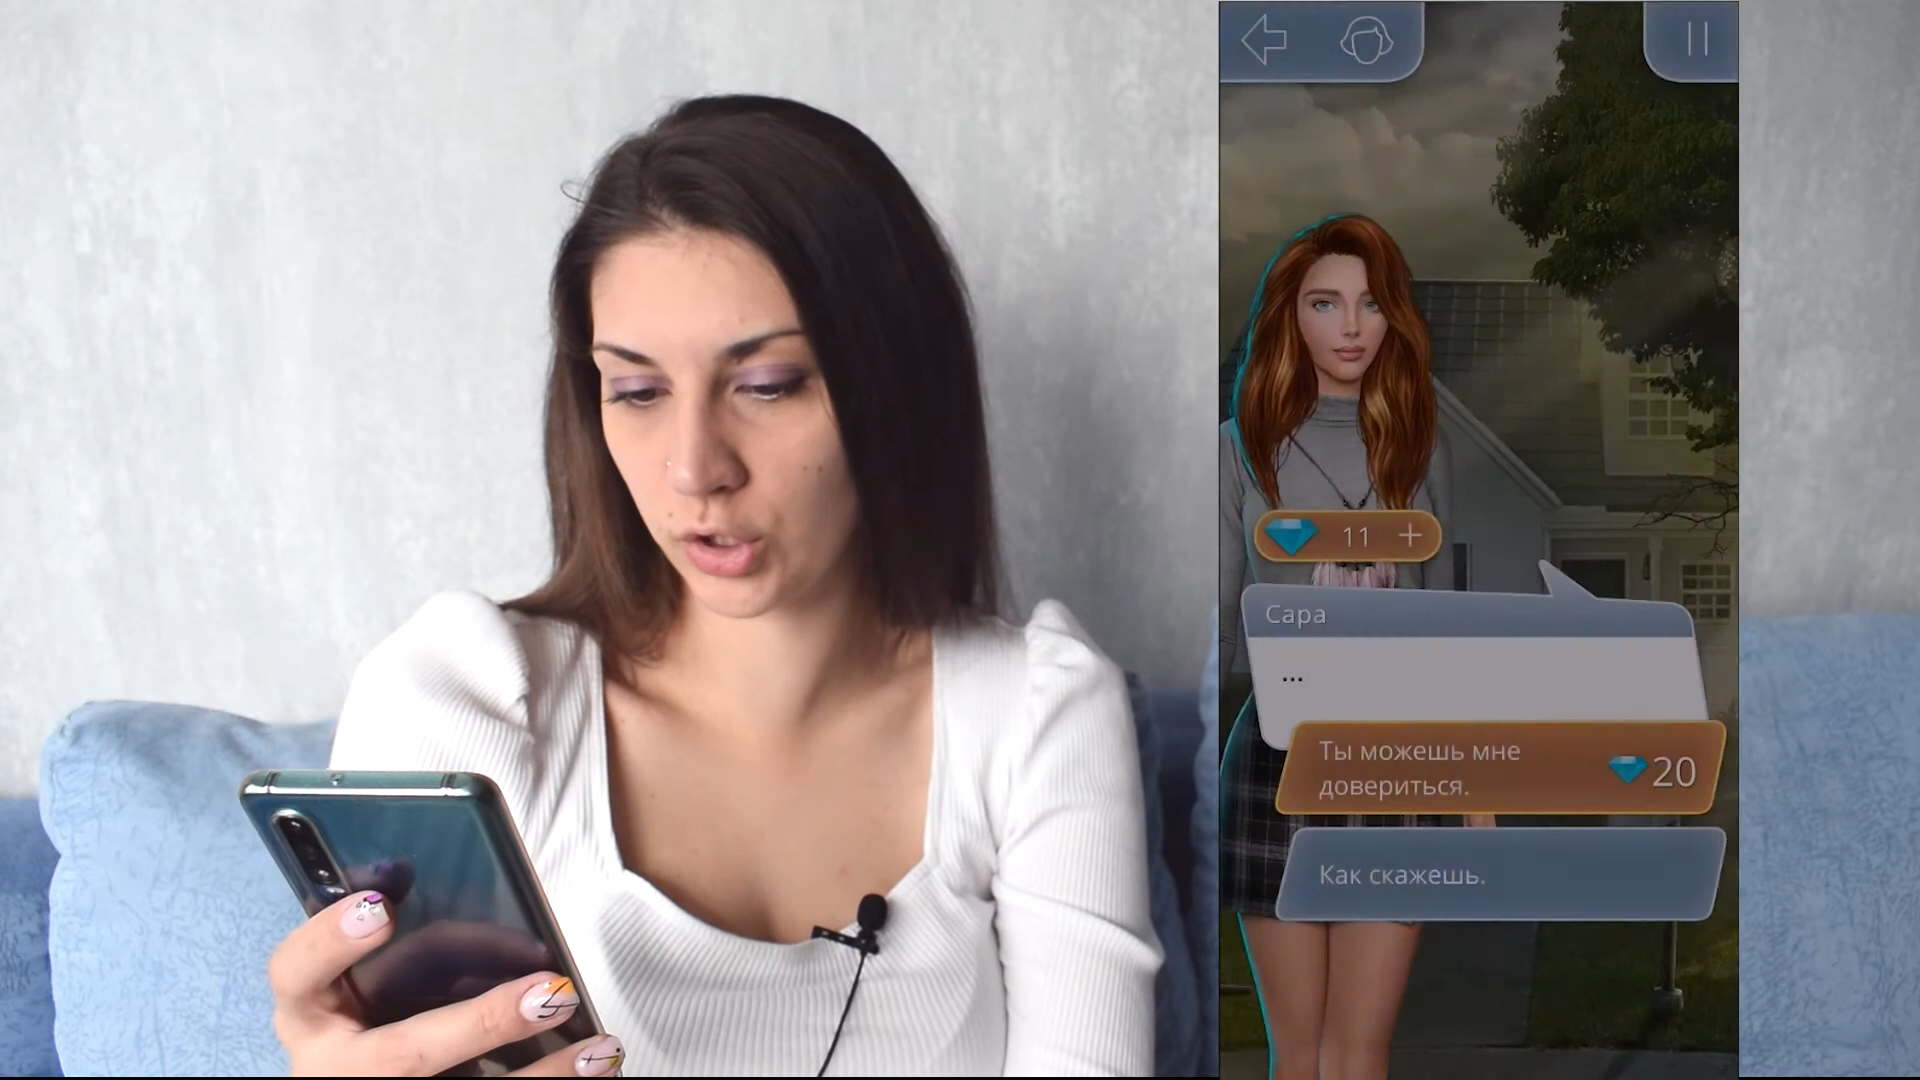 11 +
Сара
...
Ты можешь мне
довериться.
20
Как скажешь.